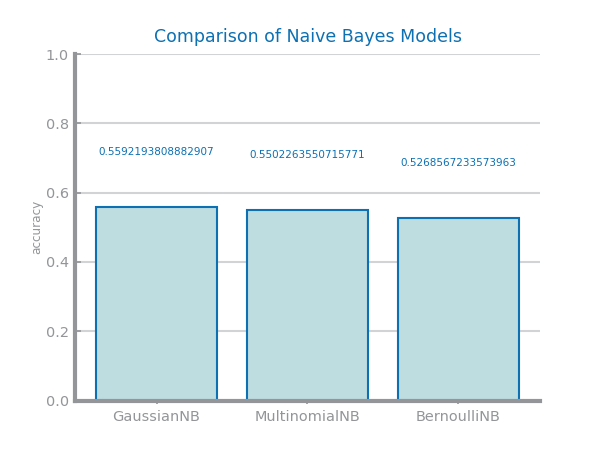 Comparison of Naive Bayes Models
1.0
0.8
0.6
0.4
0.2
0.0
accuracy
0.5592193808882907
0.5502263550715771
0.5268567233573963
GaussianNB
MultinomialNB
BernoulliNB